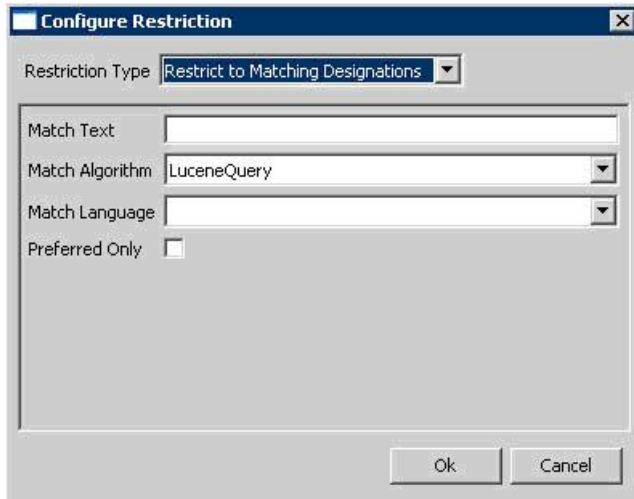 Configure Restriction
Restriction Type Restrict to Matching Designations
Match Text
Match Algorithm LuceneQuery
Match Language
Preferred Only
Ok Cancel